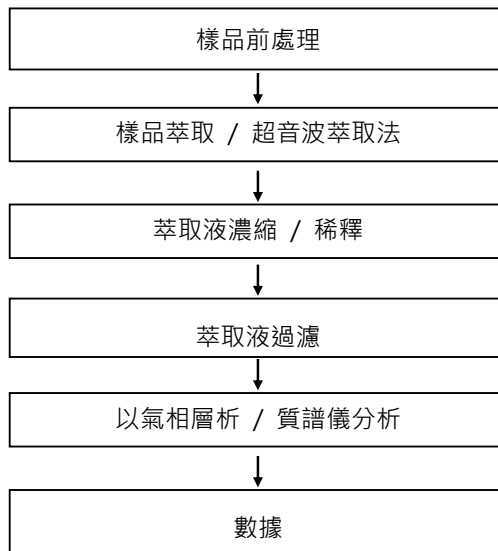 樣品前處理
樣品萃取 / 超音波萃取法
萃取液濃縮 / 稀釋
萃取液過濾
以氣相層析 / 質譜儀分析
數據